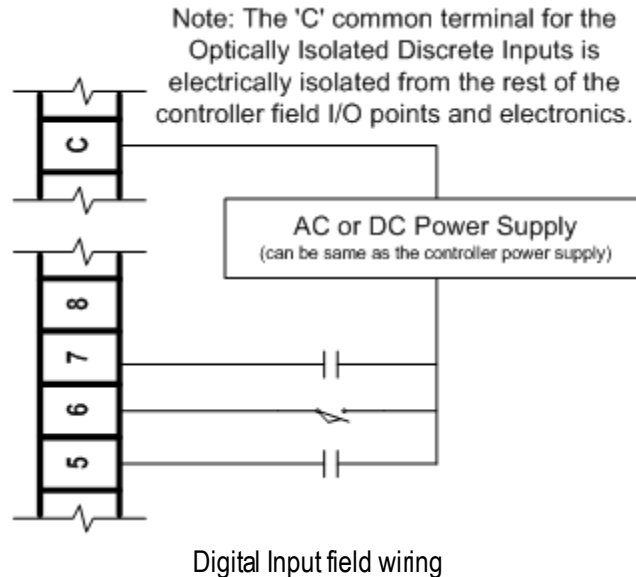 Note: The 'C' common terminal for the
Optically Isolated Discrete Inputs is
electrically isolated from the rest of the
controller field I/O points and electronics.
C
AC or DC Power Supply
(can be same as the controller power supply)
8
7
6
5
Digital Input field wiring